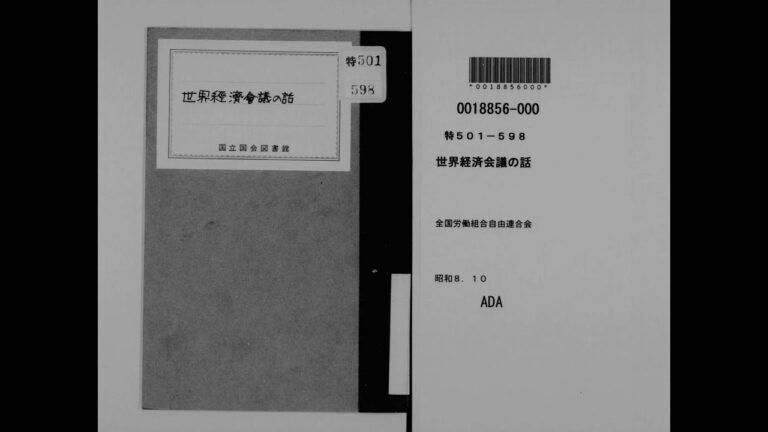 特501
598
世界經済會議の話
国立国会図書館
*0018856000*
0018856-000
特501-598
世界経済会議の話
全国労働組合自由連合会
昭和8．10
ADA